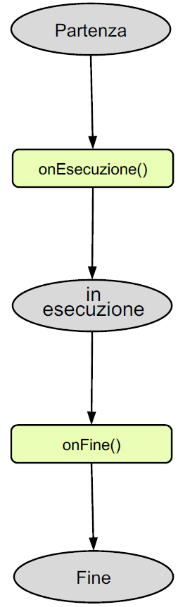 Partenza
onEsecuzione()
in
esecuzione
onFine()
Fine